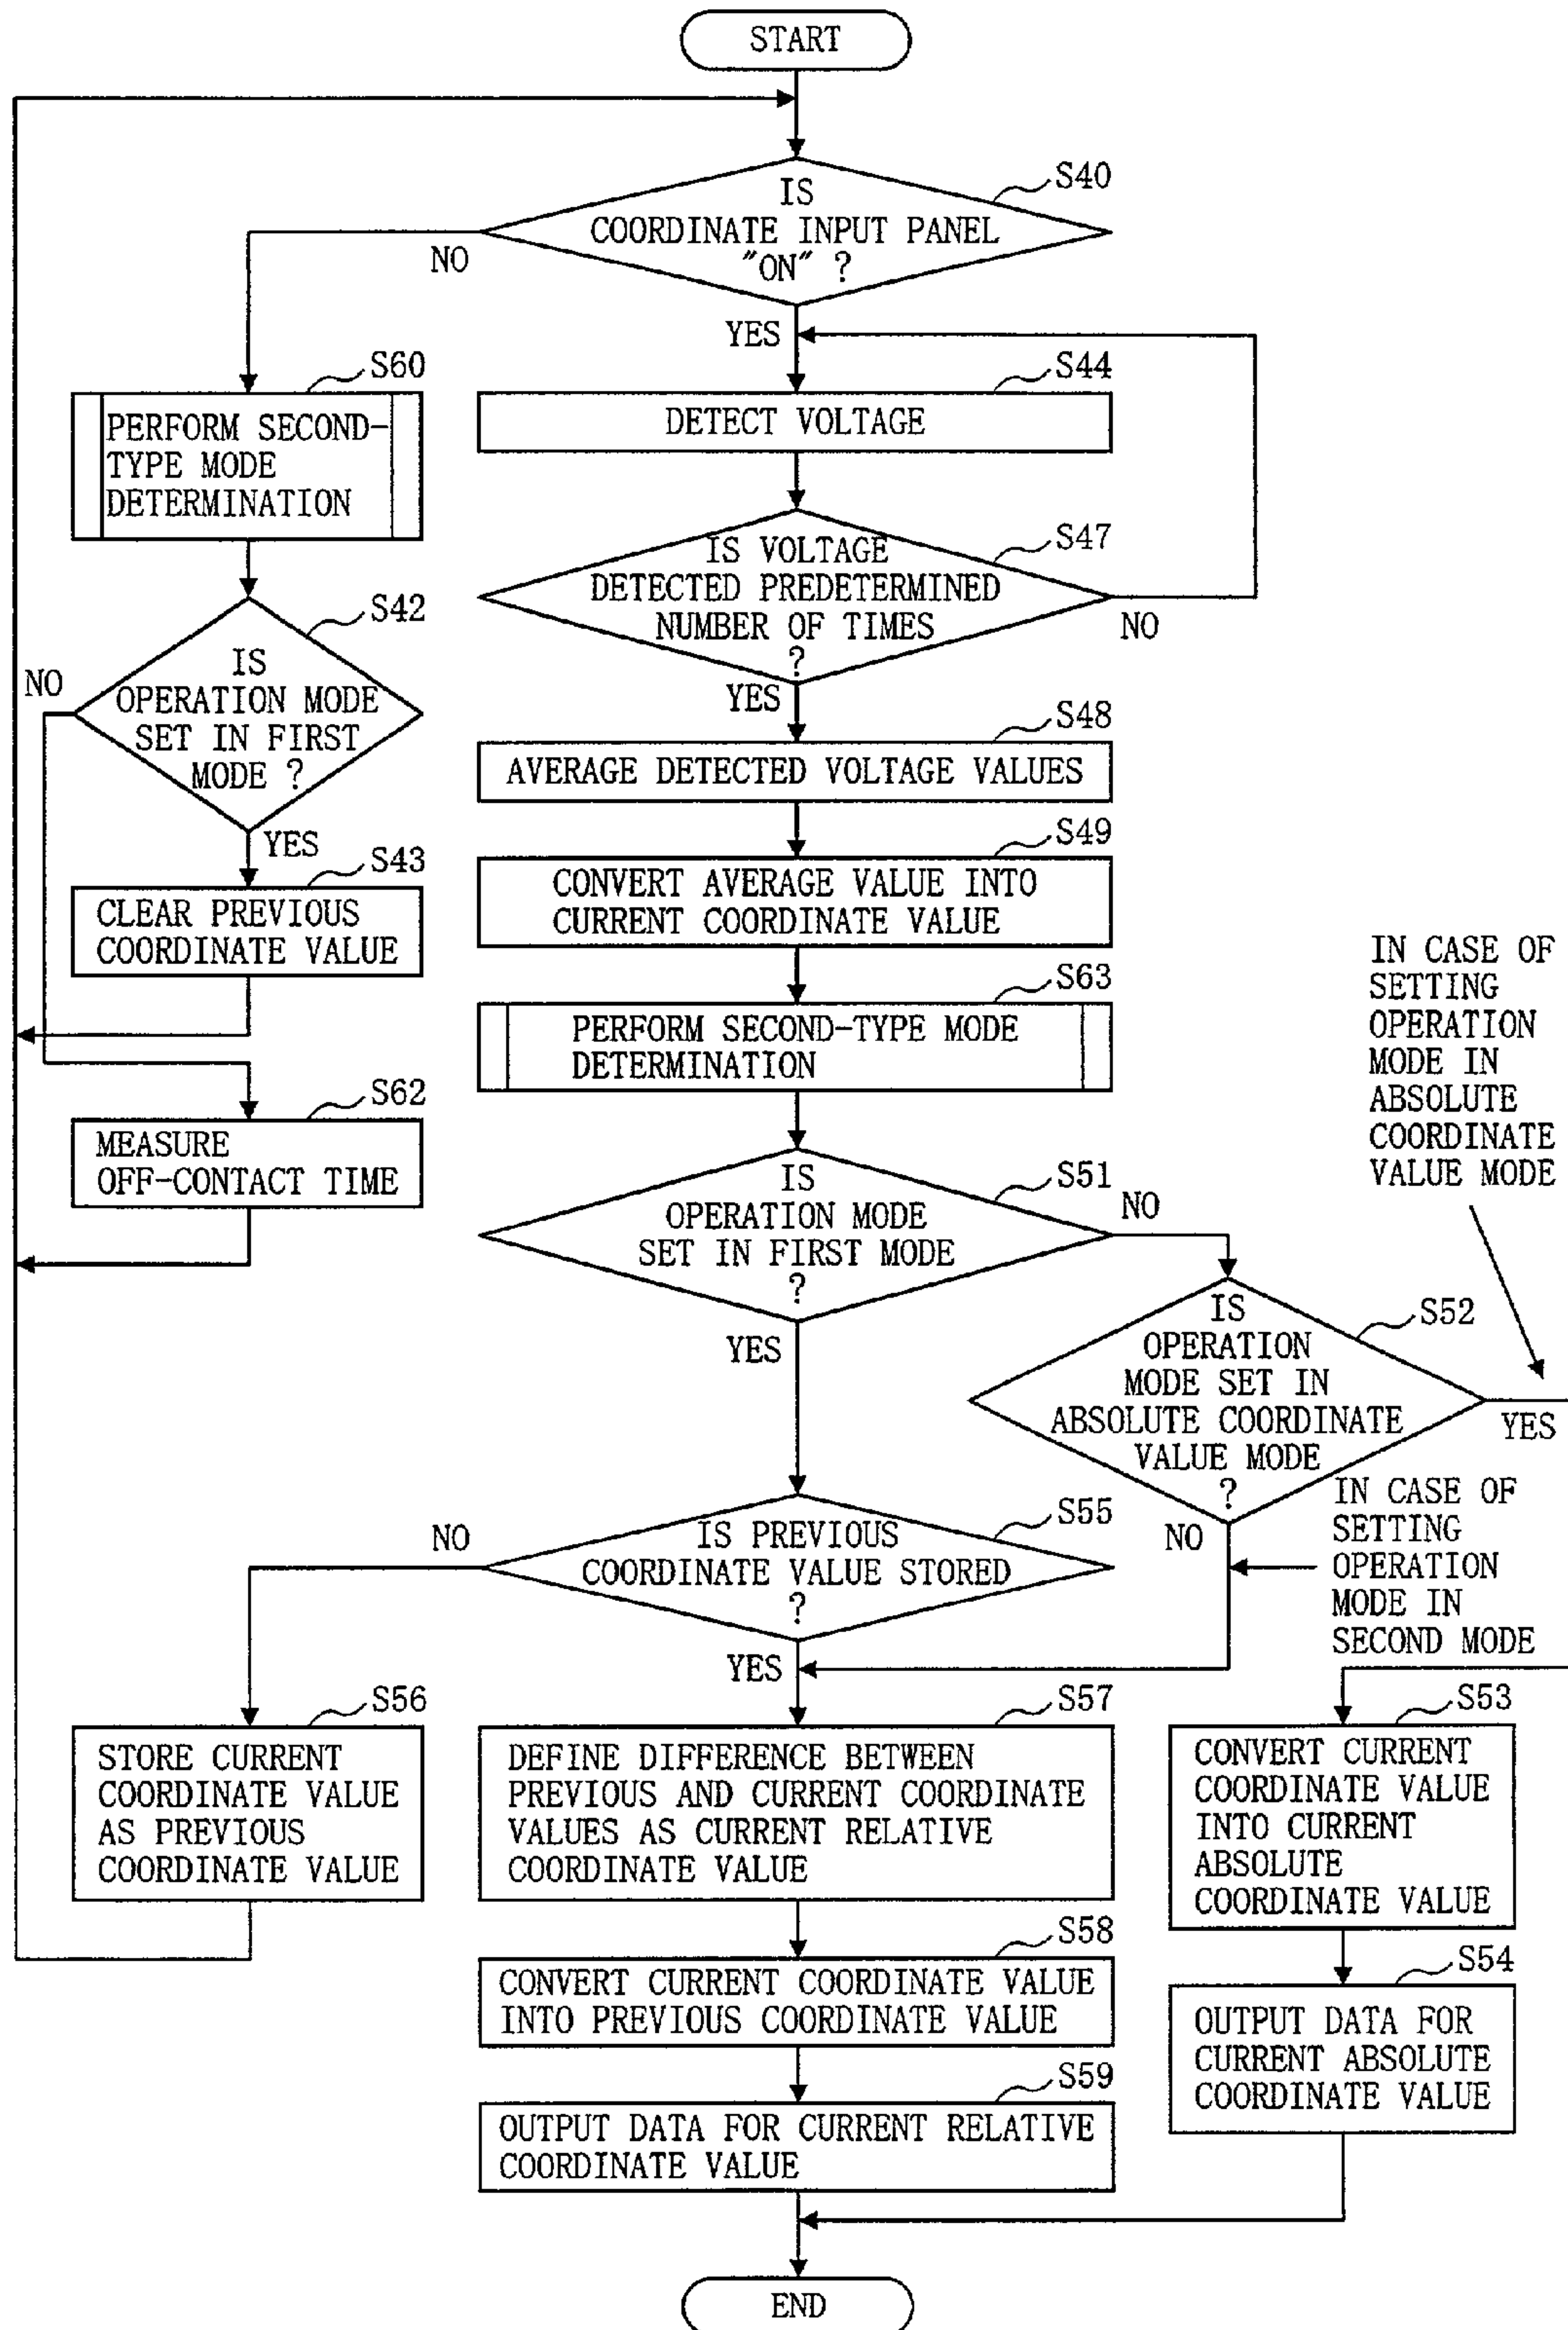 START
S40
IS
COORDINATE INPUT PANEL
"ON" ?
NO
YES
S60
PERFORM SECOND-
TYPE MODE
DETERMINATION
S44
DETECT VOLTAGE
S47
IS VOLTAGE
DETECTED PREDETERMINED
NUMBER OF TIMES
?
NO
YES
S42
IS
OPERATION MODE
SET IN FIRST
MODE ?
NO
YES
S48
AVERAGE DETECTED VOLTAGE VALUES
S43
CLEAR PREVIOUS
COORDINATE VALUE
S49
CONVERT AVERAGE VALUE INTO
CURRENT COORDINATE VALUE
S63
PERFORM SECOND-TYPE MODE
DETERMINATION
IN CASE OF
SETTING
OPERATION
MODE IN
ABSOLUTE
COORDINATE
VALUE MODE
S62
MEASURE
OFF-CONTACT TIME
S51
IS
OPERATION MODE
SET IN FIRST MODE
?
NO
YES
S52
IS
OPERATION
MODE SET IN
ABSOLUTE COORDINATE
VALUE MODE
?
YES
NO
IN CASE OF
SETTING
OPERATION
MODE IN
SECOND MODE
S55
IS PREVIOUS
COORDINATE VALUE STORED
?
NO
YES
S56
STORE CURRENT
COORDINATE VALUE
AS PREVIOUS
COORDINATE VALUE
S57
DEFINE DIFFERENCE BETWEEN
PREVIOUS AND CURRENT COORDINATE
VALUES AS CURRENT RELATIVE
COORDINATE VALUE
S53
CONVERT CURRENT
COORDINATE VALUE
INTO CURRENT
ABSOLUTE
COORDINATE VALUE
S58
CONVERT CURRENT COORDINATE VALUE
INTO PREVIOUS COORDINATE VALUE
S54
OUTPUT DATA FOR
CURRENT ABSOLUTE
COORDINATE VALUE
S59
OUTPUT DATA FOR CURRENT RELATIVE
COORDINATE VALUE
END